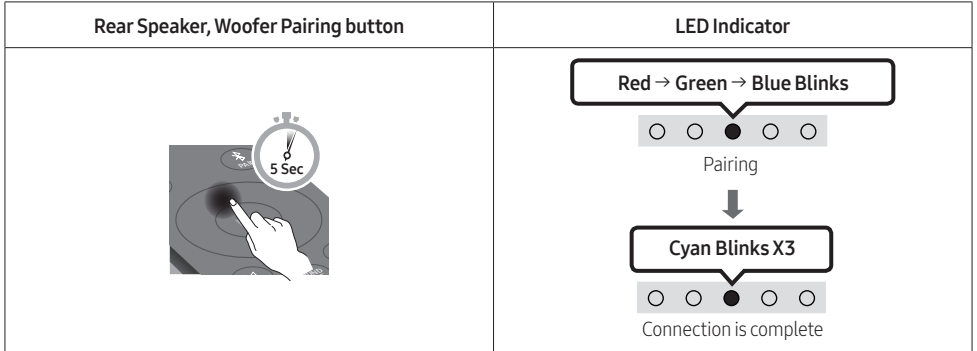 Rear Speaker, Woofer Pairing button
LED Indicator
5 Sec
Red → Green → Blue Blinks
Pairing
Cyan Blinks X3
Connection is complete